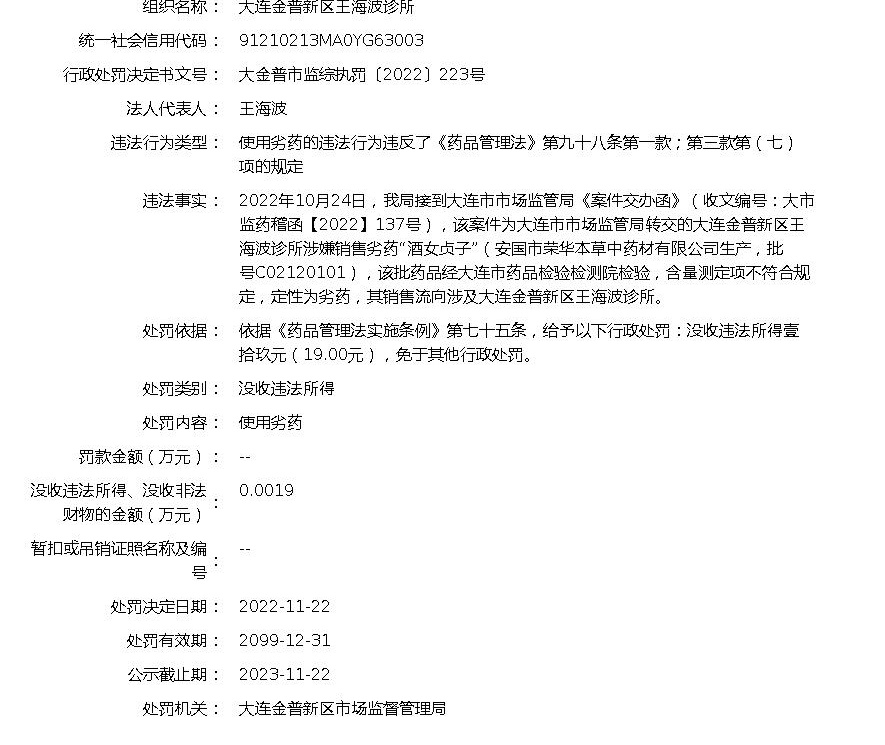 组织名称： 大连金普新区王海波诊所
统一社会信用代码： 91210213MA0YG63003
行政处罚决定书文号： 大金普市监综执罚〔2022〕223号
法人代表人： 王海波
违法行为类型： 使用劣药的违法行为违反了《药品管理法》第九十八条第一款；第三款第（七）
项的规定
违法事实： 2022年10月24日，我局接到大连市市场监管局《案件交办函》（收文编号：大市
监药稽函【2022】137号），该案件为大连市市场监管局转交的大连金普新区王
海波诊所涉嫌销售劣药“酒女贞子”（安国市荣华本草中药材有限公司生产，批
号C02120101），该批药品经大连市药品检验检测院检验，含量测定项不符合规
定，定性为劣药，其销售流向涉及大连金普新区王海波诊所。
处罚依据： 依据《药品管理法实施条例》第七十五条，给予以下行政处罚：没收违法所得壹
拾玖元（19.00元），免于其他行政处罚。
处罚类别： 没收违法所得
处罚内容： 使用劣药
罚款金额（万元）： --
没收违法所得、没收非法
财物的金额（万元）： 0.0019
暂扣或吊销证照名称及编
号： --
处罚决定日期： 2022-11-22
处罚有效期： 2099-12-31
公示截止期： 2023-11-22
处罚机关： 大连金普新区市场监督管理局